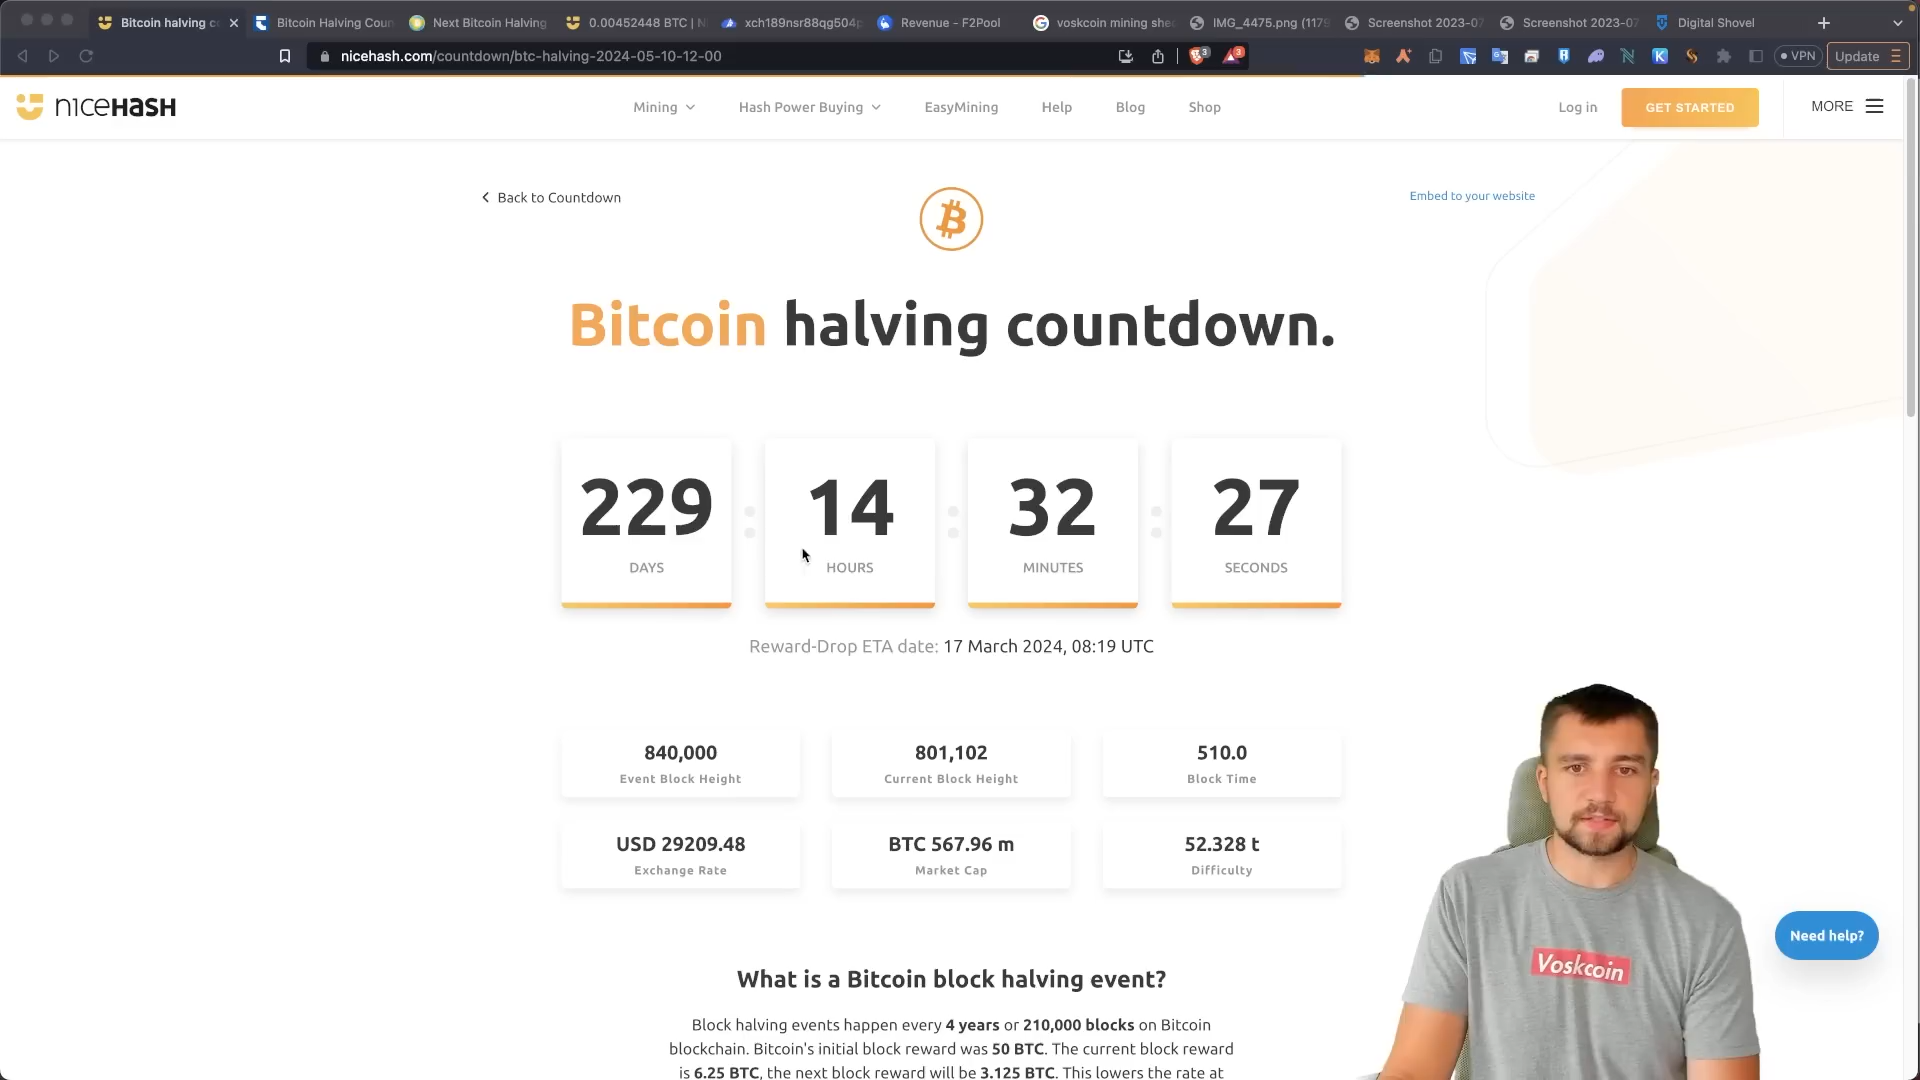 Bitcoin halving c
Bitcoin Halving Coun
Next Bitcoin Halving
0.00452448 BTC | N
xch189nsr88qg504p
Revenue - F2Pool
voskcoin mining she
IMG_4475.png (1179
Screenshot 2023-07
Screenshot 2023-07
Digital Shovel
nicehash.com/countdown/btc-halving-2024-05-10-12-00
3
3
VPN
Update
niceHasH
Mining
Hash Power Buying
EasyMining
Help
Blog
Shop
Log in
GET STARTED
MORE
Back to Countdown
Embed to your website
Bitcoin halving countdown.
229 : 14 : 32 : 27
DAYS HOURS MINUTES SECONDS
Reward-Drop ETA date: 17 March 2024, 08:19 UTC
840,000
Event Block Height
801,102
Current Block Height
510.0
Block Time
USD 29209.48
Exchange Rate
BTC 567.96 m
Market Cap
52.328 t
Difficulty
Need help?
Voskcoin
What is a Bitcoin block halving event?
Block halving events happen every 4 years or 210,000 blocks on Bitcoin
blockchain. Bitcoin's initial block reward was 50 BTC. The current block reward
is 6.25 BTC, the next block reward will be 3.125 BTC. This lowers the rate at